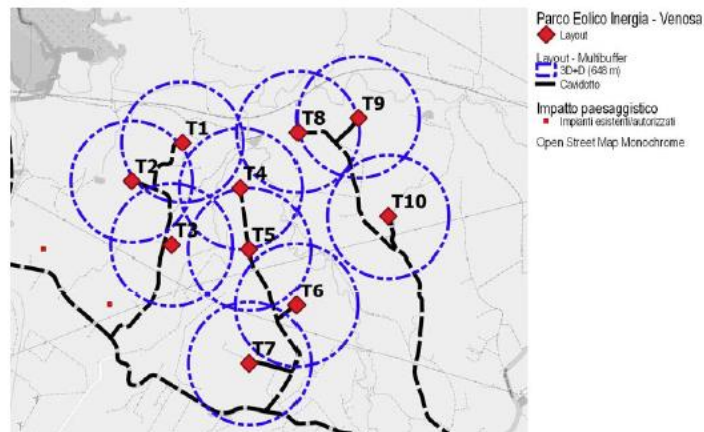 Parco Eolico Inergia - Venosa
Layout
Layout - Multibuffer
3D+D (648 m)
Cavidotto
Impatto paesaggistico
Impianti esistenti/autorizzati
Open Street Map Monochrome
T9
T8
T1
T2
T4
T10
T3
T5
T6
T7